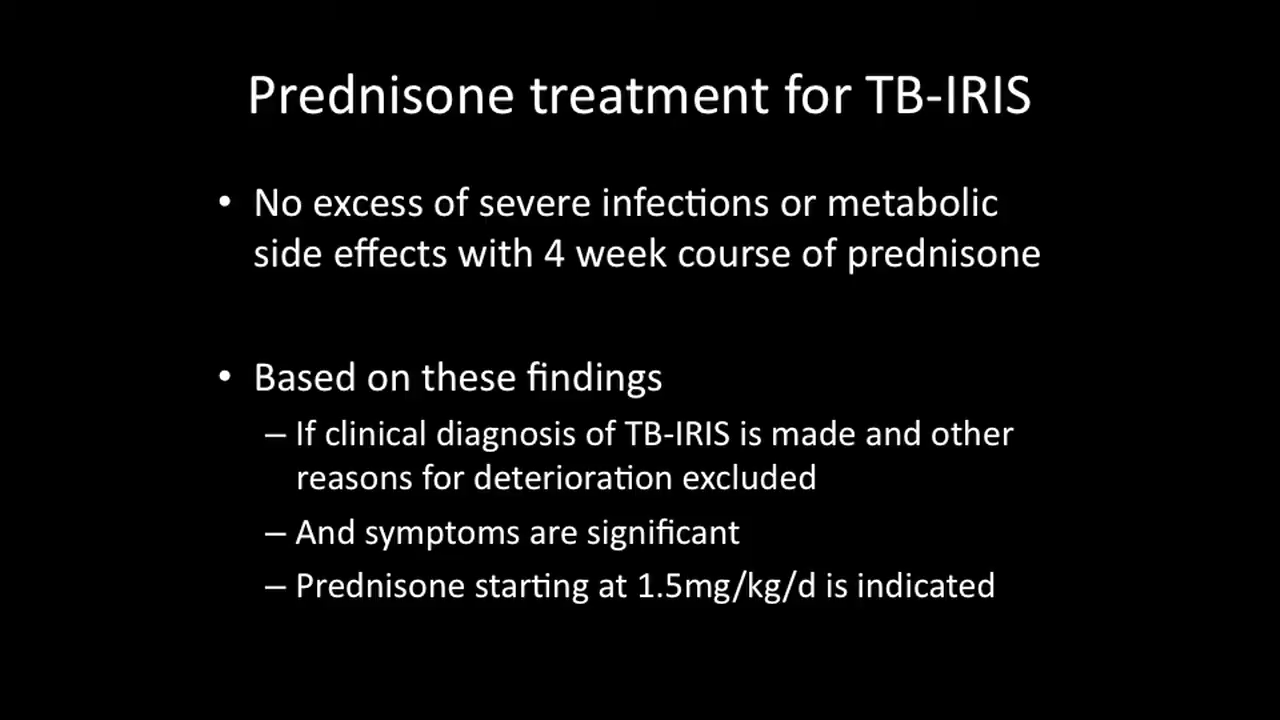 Prednisone treatment for TB-IRIS
• No excess of severe infections or metabolic
side effects with 4 week course of prednisone
• Based on these findings
– If clinical diagnosis of TB-IRIS is made and other
reasons for deterioration excluded
– And symptoms are significant
– Prednisone starting at 1.5mg/kg/d is indicated